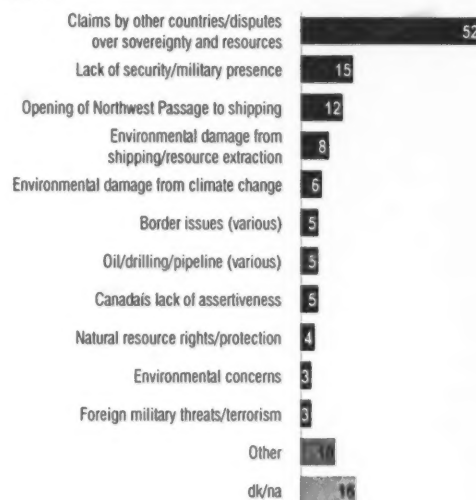 Claims by other countries/disputes
over sovereignty and resources 52
Lack of security/military presence 15
Opening of Northwest Passage to shipping 12
Environmental damage from
shipping/resource extraction 8
Environmental damage from climate change 6
Border issues (various) 5
Oil/drilling/pipeline (various) 5
Canadaís lack of assertiveness 5
Natural resource rights/protection 4
Environmental concerns 3
Foreign military threats/terrorism 3
Other 10
dk/na 16